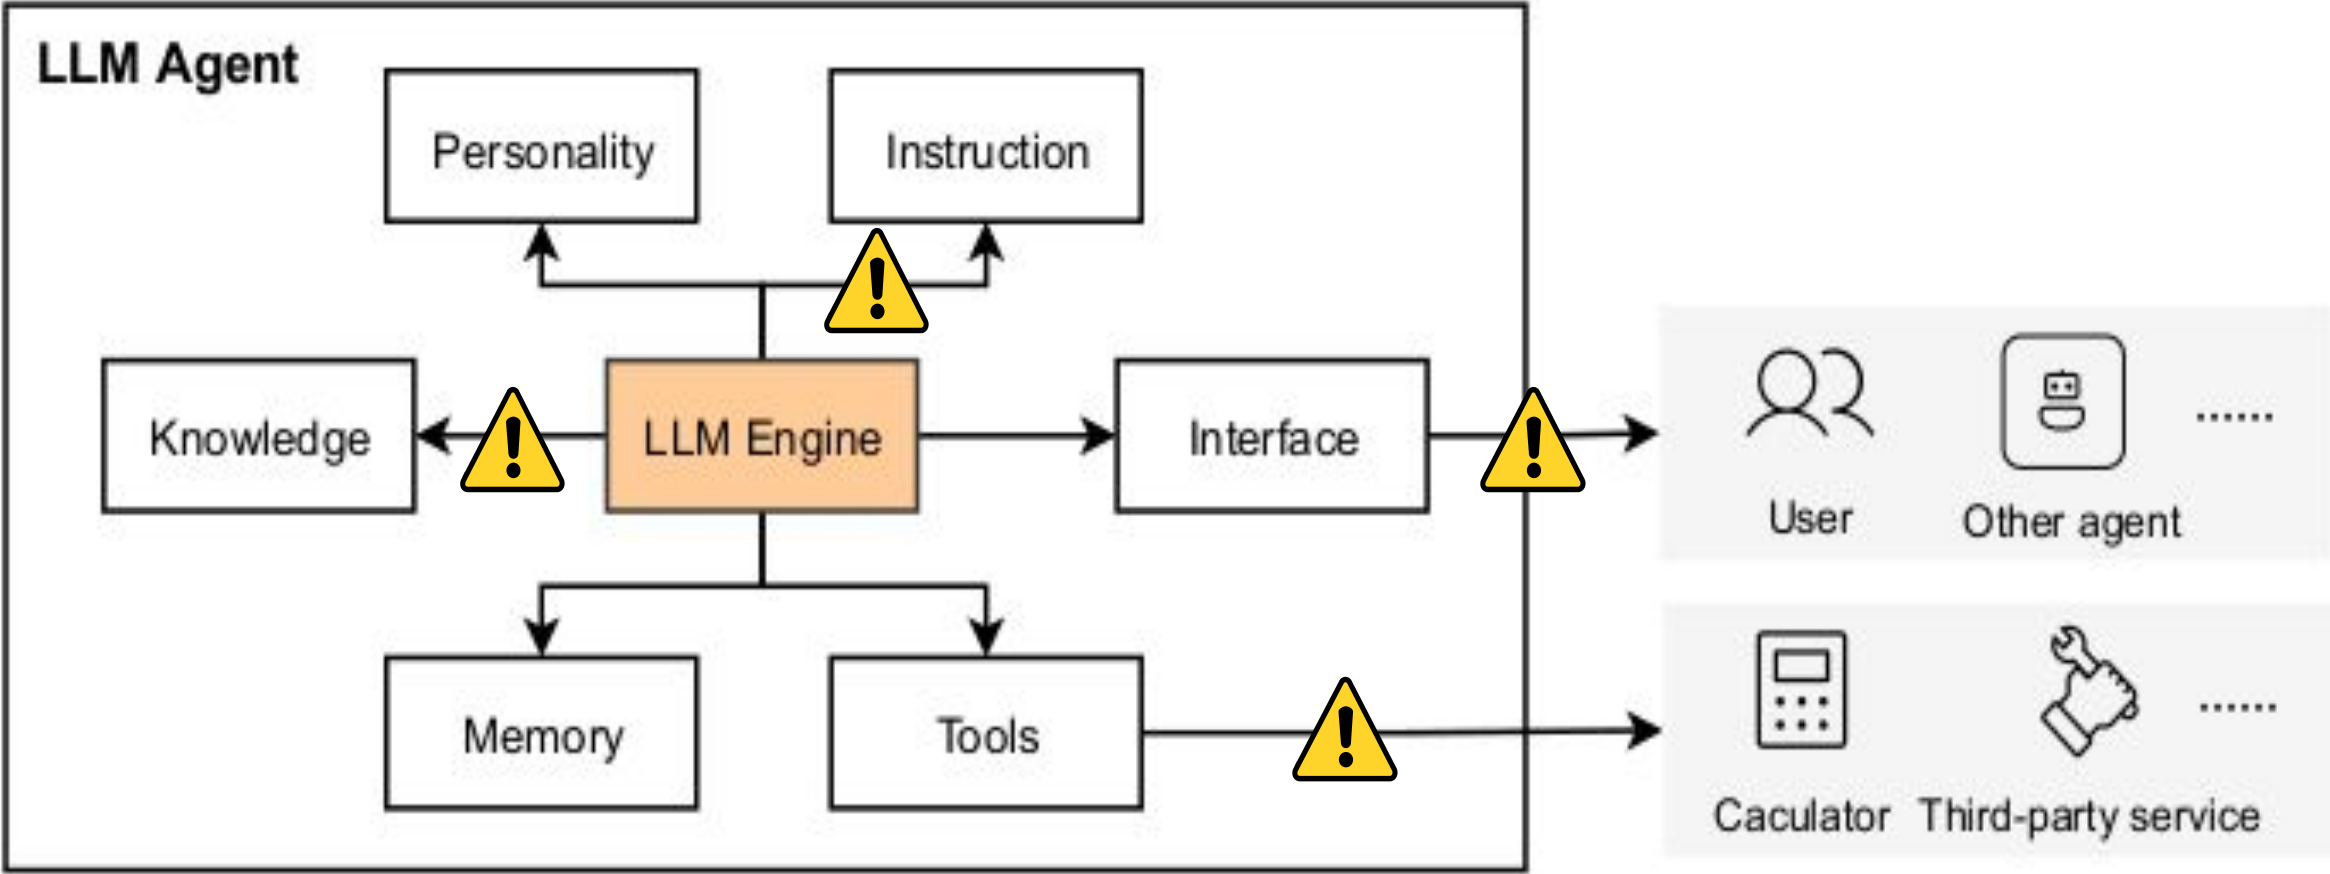 LLM Agent
Personality
Instruction
Knowledge
LLM Engine
Interface
User
Other agent
......
Memory
Tools
Caculator
Third-party service
......